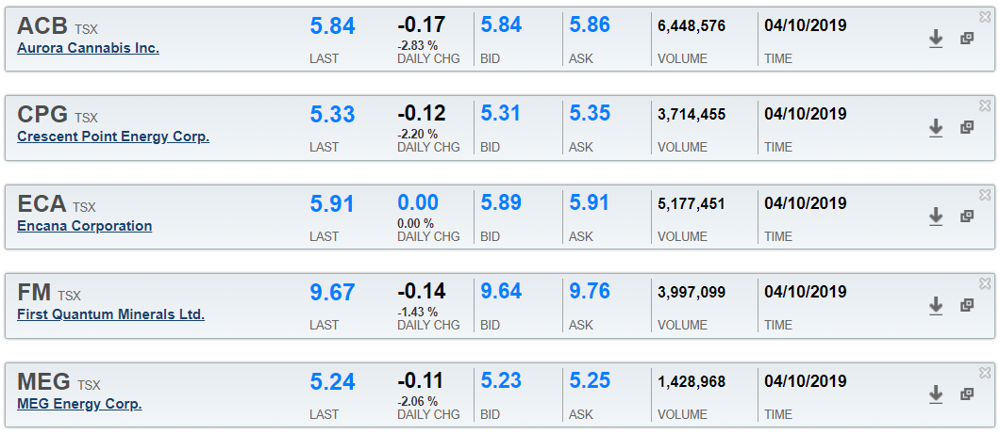 ACB TSX 5.84 -0.17 5.84 5.86 6,448,576 04/10/2019
Aurora Cannabis Inc. -2.83 %
LAST DAILY CHG BID ASK VOLUME TIME
CPG TSX 5.33 -0.12 5.31 5.35 3,714,455 04/10/2019
Crescent Point Energy Corp. -2.20 %
LAST DAILY CHG BID ASK VOLUME TIME
ECA TSX 5.91 0.00 5.89 5.91 5,177,451 04/10/2019
Encana Corporation 0.00 %
LAST DAILY CHG BID ASK VOLUME TIME
FM TSX 9.67 -0.14 9.64 9.76 3,997,099 04/10/2019
First Quantum Minerals Ltd. -1.43 %
LAST DAILY CHG BID ASK VOLUME TIME
MEG TSX 5.24 -0.11 5.23 5.25 1,428,968 04/10/2019
MEG Energy Corp. -2.06 %
LAST DAILY CHG BID ASK VOLUME TIME